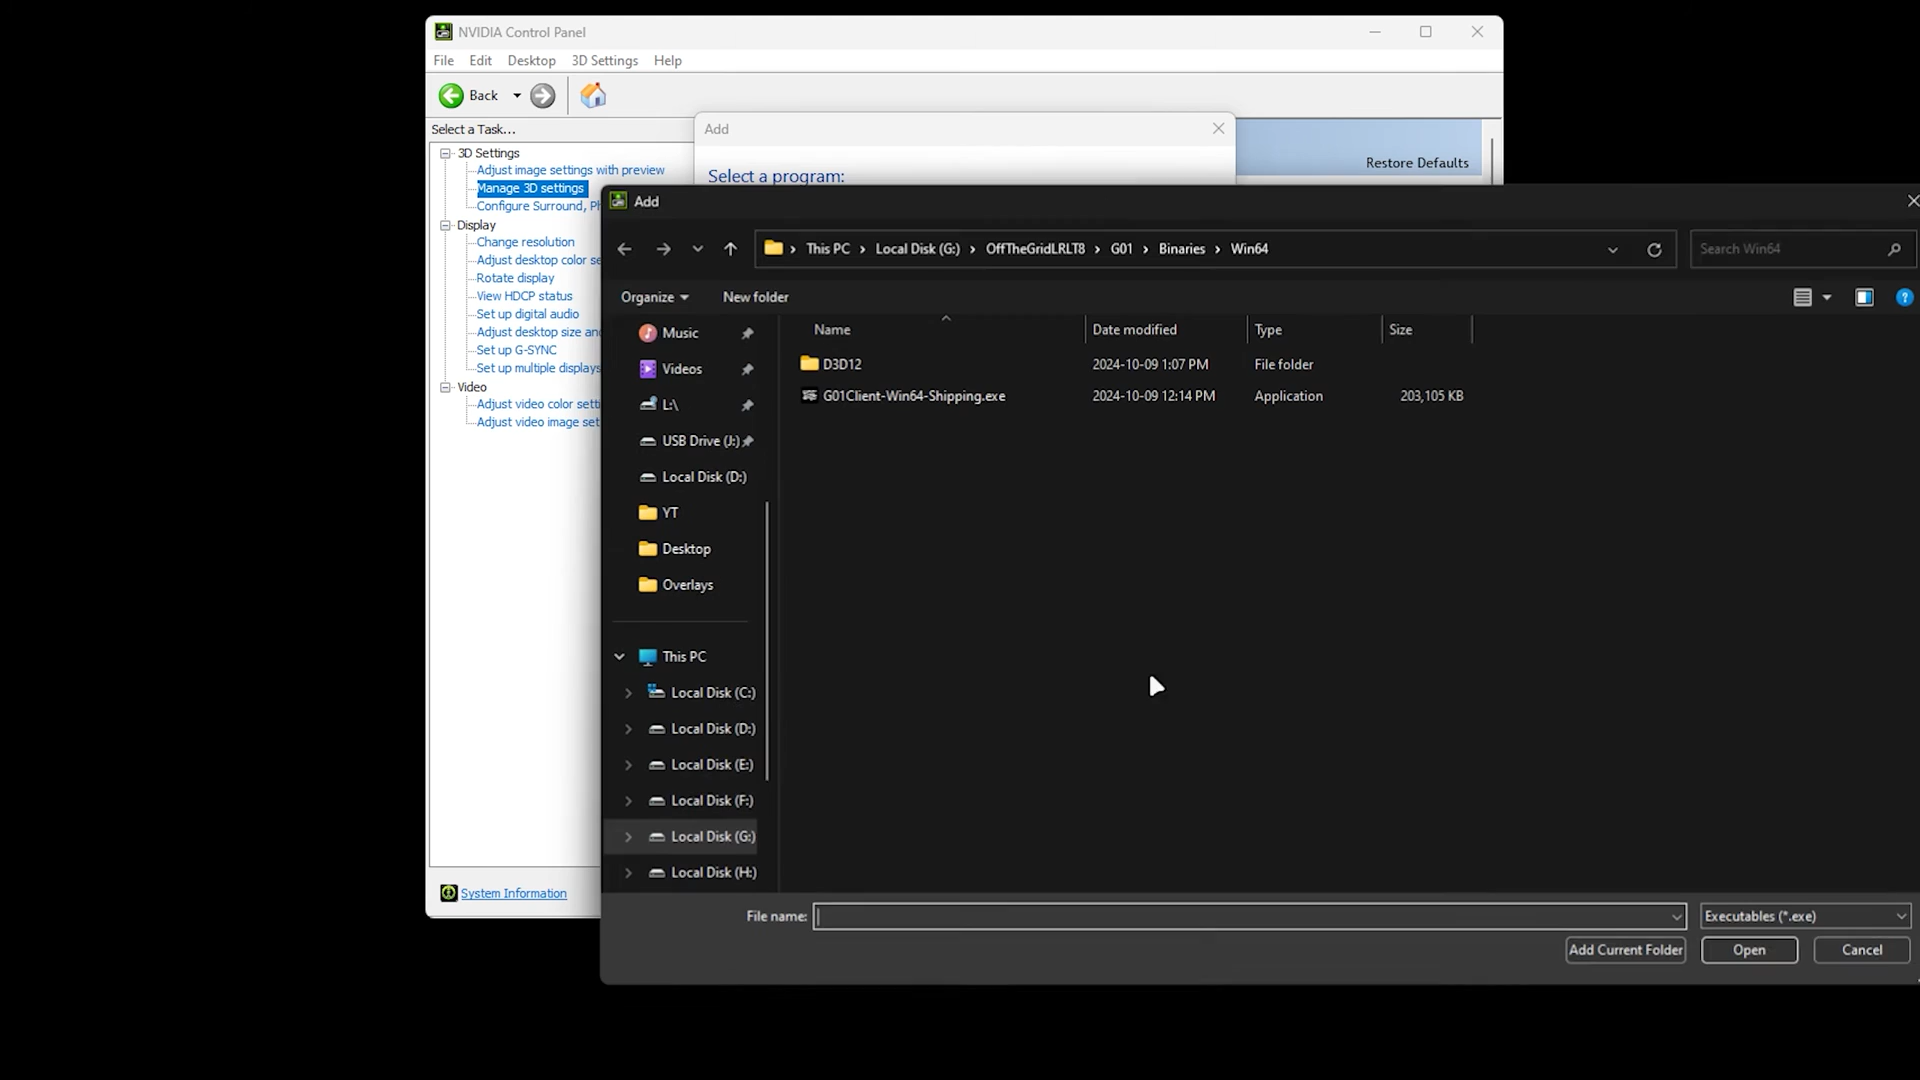 NVIDIA Control Panel
File Edit Desktop 3D Settings Help
Back
Select a Task...
3D Settings
Adjust image settings with preview
Manage 3D settings
Configure Surround, Ph
Display
Change resolution
Adjust desktop color se
Rotate display
View HDCP status
Set up digital audio
Adjust desktop size and
Set up G-SYNC
Set up multiple displays
Video
Adjust video color setti
Adjust video image set
System Information
Add
Select a program:
Restore Defaults
Add
This PC > Local Disk (G:) > OffTheGridLRLT8 > G01 > Binaries > Win64
Search Win64
Organize New folder
Music
Videos
L:\
USB Drive (J:)
Local Disk (D:)
YT
Desktop
Overlays
This PC
Local Disk (C:)
Local Disk (D:)
Local Disk (E:)
Local Disk (F:)
Local Disk (G:)
Local Disk (H:)
Name Date modified Type Size
D3D12 2024-10-09 1:07 PM File folder
G01Client-Win64-Shipping.exe 2024-10-09 12:14 PM Application 203,105 KB
File name:
Executables (*.exe)
Add Current Folder Open Cancel